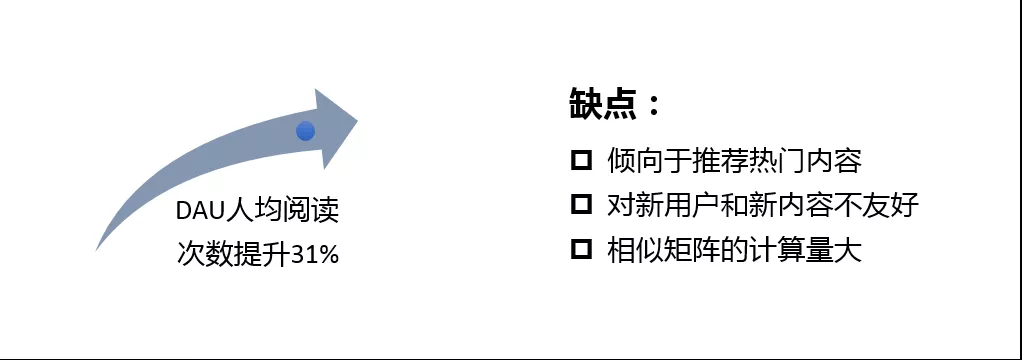 DAU人均阅读
次数提升31%
缺点：
倾向于推荐热门内容
对新用户和新内容不友好
相似矩阵的计算量大